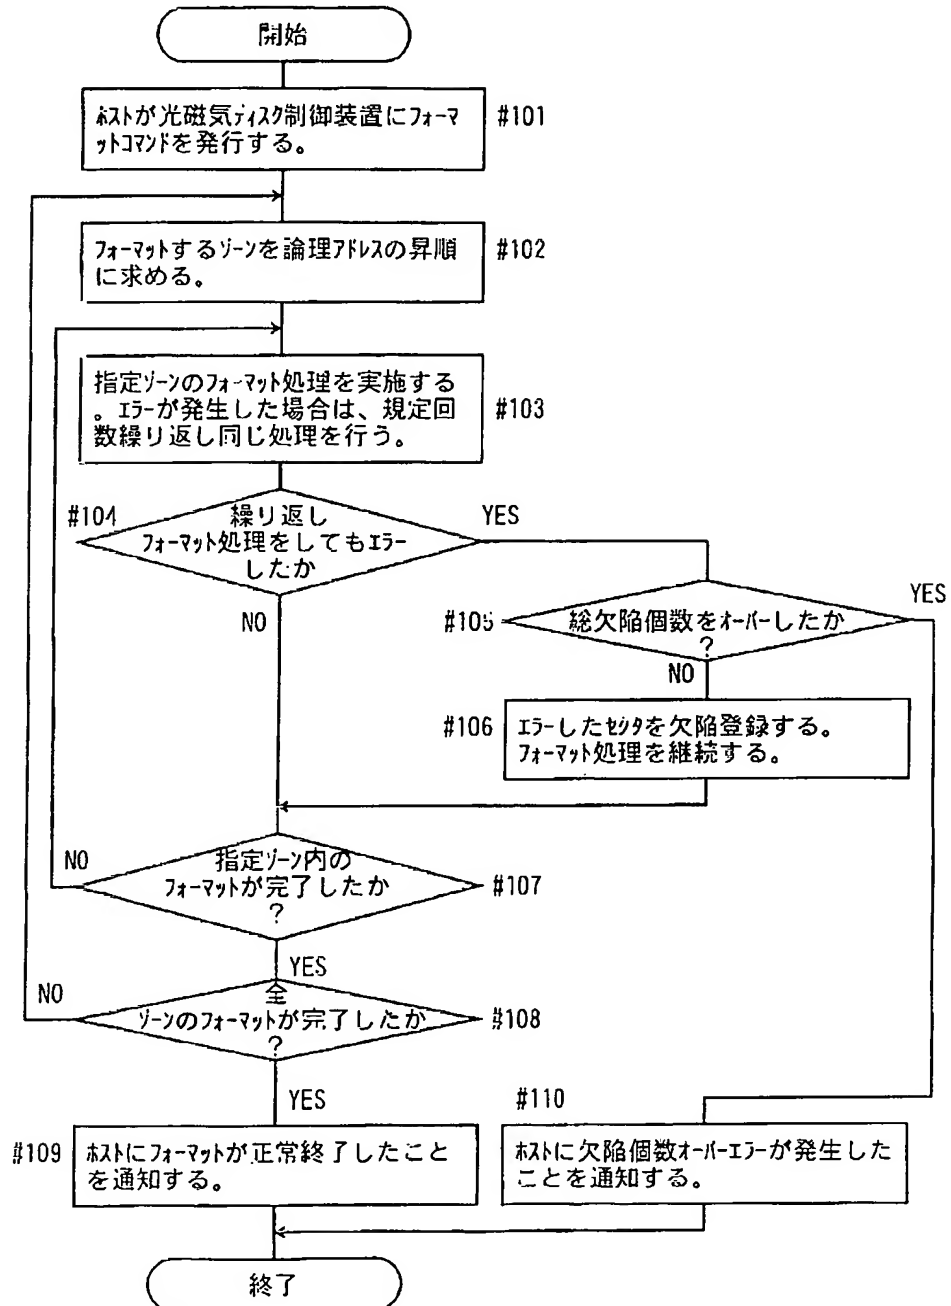 開始
ホストが光磁気ディスク制御装置にフォーマ
ットコマンドを発行する。
#101
フォーマットするゾーンを論理アドレスの昇順
に求める。
#102
指定ゾーンのフォーマット処理を実施する
。エラーが発生した場合は、規定回
数繰り返し同じ処理を行う。
#103
#104
繰り返し
フォーマット処理をしてもエラー
したか
YES
NO
#105
総欠陥個数をオーバーしたか
?
YES
NO
#106
エラーしたセクタを欠陥登録する。
フォーマット処理を継続する。
指定ゾーン内の
フォーマットが完了したか
?
#107
NO
YES
全
ゾーンのフォーマットが完了したか
?
#108
NO
YES
#109
ホストにフォーマットが正常終了したこと
を通知する。
#110
ホストに欠陥個数オーバーエラーが発生した
ことを通知する。
終了